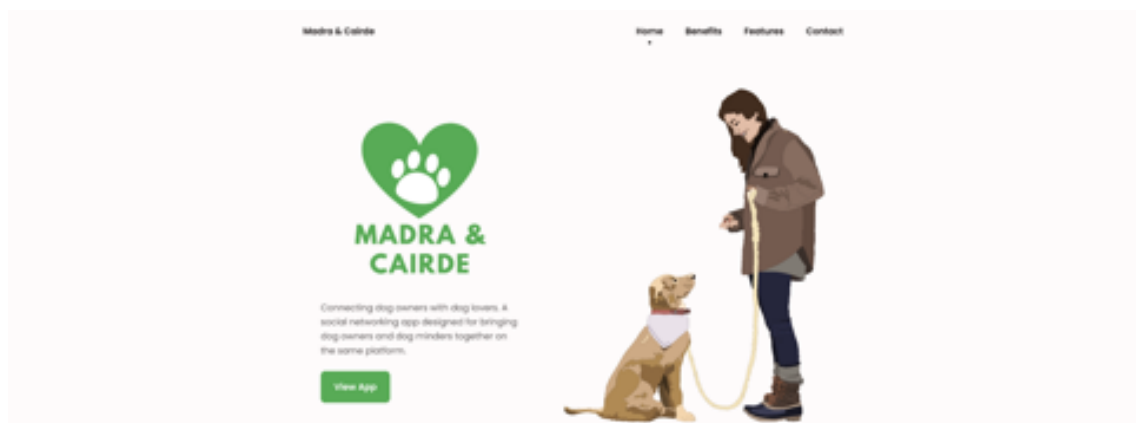 Madra & Cairde
Home Benefits Features Contact
MADRA &
CAIRDE
Connecting dog owners with dog lovers. A
social networking app designed for bringing
dog owners and dog minders together on
the same platform.
View App